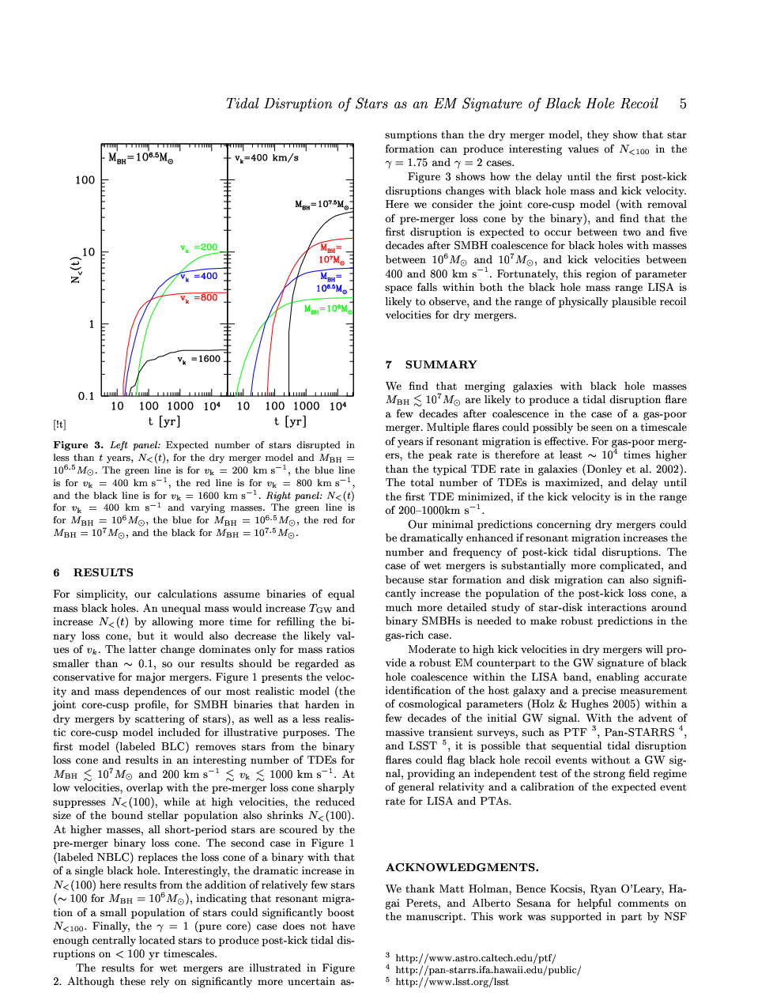 Tidal Disruption of Stars as an EM Signature of Black Hole Recoil 5
M_BH=10^6.5M_⊙
v_k=400 km/s
100
10
1
0.1
N_<(t)
v_k =200
v_k =400
v_k =800
v_k =1600
M_BH=10^7.5M_⊙
M_BH=
10^7M_⊙
M_BH=
10^6.5M_⊙
M_BH=10^6M_⊙
10 100 1000 10^4 10 100 1000 10^4
t [yr] t [yr]
[!t]
Figure 3. Left panel: Expected number of stars disrupted in
less than t years, N_<(t), for the dry merger model and M_BH =
10^6.5 M_⊙. The green line is for v_k = 200 km s^−1, the blue line
is for v_k = 400 km s^−1, the red line is for v_k = 800 km s^−1,
and the black line is for v_k = 1600 km s^−1. Right panel: N_<(t)
for v_k = 400 km s^−1 and varying masses. The green line is
for M_BH = 10^6 M_⊙, the blue for M_BH = 10^6.5 M_⊙, the red for
M_BH = 10^7 M_⊙, and the black for M_BH = 10^7.5 M_⊙.
6 RESULTS
For simplicity, our calculations assume binaries of equal
mass black holes. An unequal mass would increase T_GW and
increase N_<(t) by allowing more time for refilling the bi-
nary loss cone, but it would also decrease the likely val-
ues of v_k. The latter change dominates only for mass ratios
smaller than ∼ 0.1, so our results should be regarded as
conservative for major mergers. Figure 1 presents the veloc-
ity and mass dependences of our most realistic model (the
joint core-cusp profile, for SMBH binaries that harden in
dry mergers by scattering of stars), as well as a less realis-
tic core-cusp model included for illustrative purposes. The
first model (labeled BLC) removes stars from the binary
loss cone and results in an interesting number of TDEs for
M_BH ≲ 10^7 M_⊙ and 200 km s^−1 ≲ v_k ≲ 1000 km s^−1. At
low velocities, overlap with the pre-merger loss cone sharply
suppresses N_<(100), while at high velocities, the reduced
size of the bound stellar population also shrinks N_<(100).
At higher masses, all short-period stars are scoured by the
pre-merger binary loss cone. The second case in Figure 1
(labeled NBLC) replaces the loss cone of a binary with that
of a single black hole. Interestingly, the dramatic increase in
N_<(100) here results from the addition of relatively few stars
(∼ 100 for M_BH = 10^6 M_⊙), indicating that resonant migra-
tion of a small population of stars could significantly boost
N_<100. Finally, the γ = 1 (pure core) case does not have
enough centrally located stars to produce post-kick tidal dis-
ruptions on < 100 yr timescales.
The results for wet mergers are illustrated in Figure
2. Although these rely on significantly more uncertain as-
sumptions than the dry merger model, they show that star
formation can produce interesting values of N_<100 in the
γ = 1.75 and γ = 2 cases.
Figure 3 shows how the delay until the first post-kick
disruptions changes with black hole mass and kick velocity.
Here we consider the joint core-cusp model (with removal
of pre-merger loss cone by the binary), and find that the
first disruption is expected to occur between two and five
decades after SMBH coalescence for black holes with masses
between 10^6 M_⊙ and 10^7 M_⊙, and kick velocities between
400 and 800 km s^−1. Fortunately, this region of parameter
space falls within both the black hole mass range LISA is
likely to observe, and the range of physically plausible recoil
velocities for dry mergers.
7 SUMMARY
We find that merging galaxies with black hole masses
M_BH ≲ 10^7 M_⊙ are likely to produce a tidal disruption flare
a few decades after coalescence in the case of a gas-poor
merger. Multiple flares could possibly be seen on a timescale
of years if resonant migration is effective. For gas-poor merg-
ers, the peak rate is therefore at least ∼ 10^4 times higher
than the typical TDE rate in galaxies (Donley et al. 2002).
The total number of TDEs is maximized, and delay until
the first TDE minimized, if the kick velocity is in the range
of 200–1000km s^−1.
Our minimal predictions concerning dry mergers could
be dramatically enhanced if resonant migration increases the
number and frequency of post-kick tidal disruptions. The
case of wet mergers is substantially more complicated, and
because star formation and disk migration can also signifi-
cantly increase the population of the post-kick loss cone, a
much more detailed study of star-disk interactions around
binary SMBHs is needed to make robust predictions in the
gas-rich case.
Moderate to high kick velocities in dry mergers will pro-
vide a robust EM counterpart to the GW signature of black
hole coalescence within the LISA band, enabling accurate
identification of the host galaxy and a precise measurement
of cosmological parameters (Holz & Hughes 2005) within a
few decades of the initial GW signal. With the advent of
massive transient surveys, such as PTF ^3, Pan-STARRS ^4,
and LSST ^5, it is possible that sequential tidal disruption
flares could flag black hole recoil events without a GW sig-
nal, providing an independent test of the strong field regime
of general relativity and a calibration of the expected event
rate for LISA and PTAs.
ACKNOWLEDGMENTS.
We thank Matt Holman, Bence Kocsis, Ryan O'Leary, Ha-
gai Perets, and Alberto Sesana for helpful comments on
the manuscript. This work was supported in part by NSF
3 http://www.astro.caltech.edu/ptf/
4 http://pan-starrs.ifa.hawaii.edu/public/
5 http://www.lsst.org/lsst